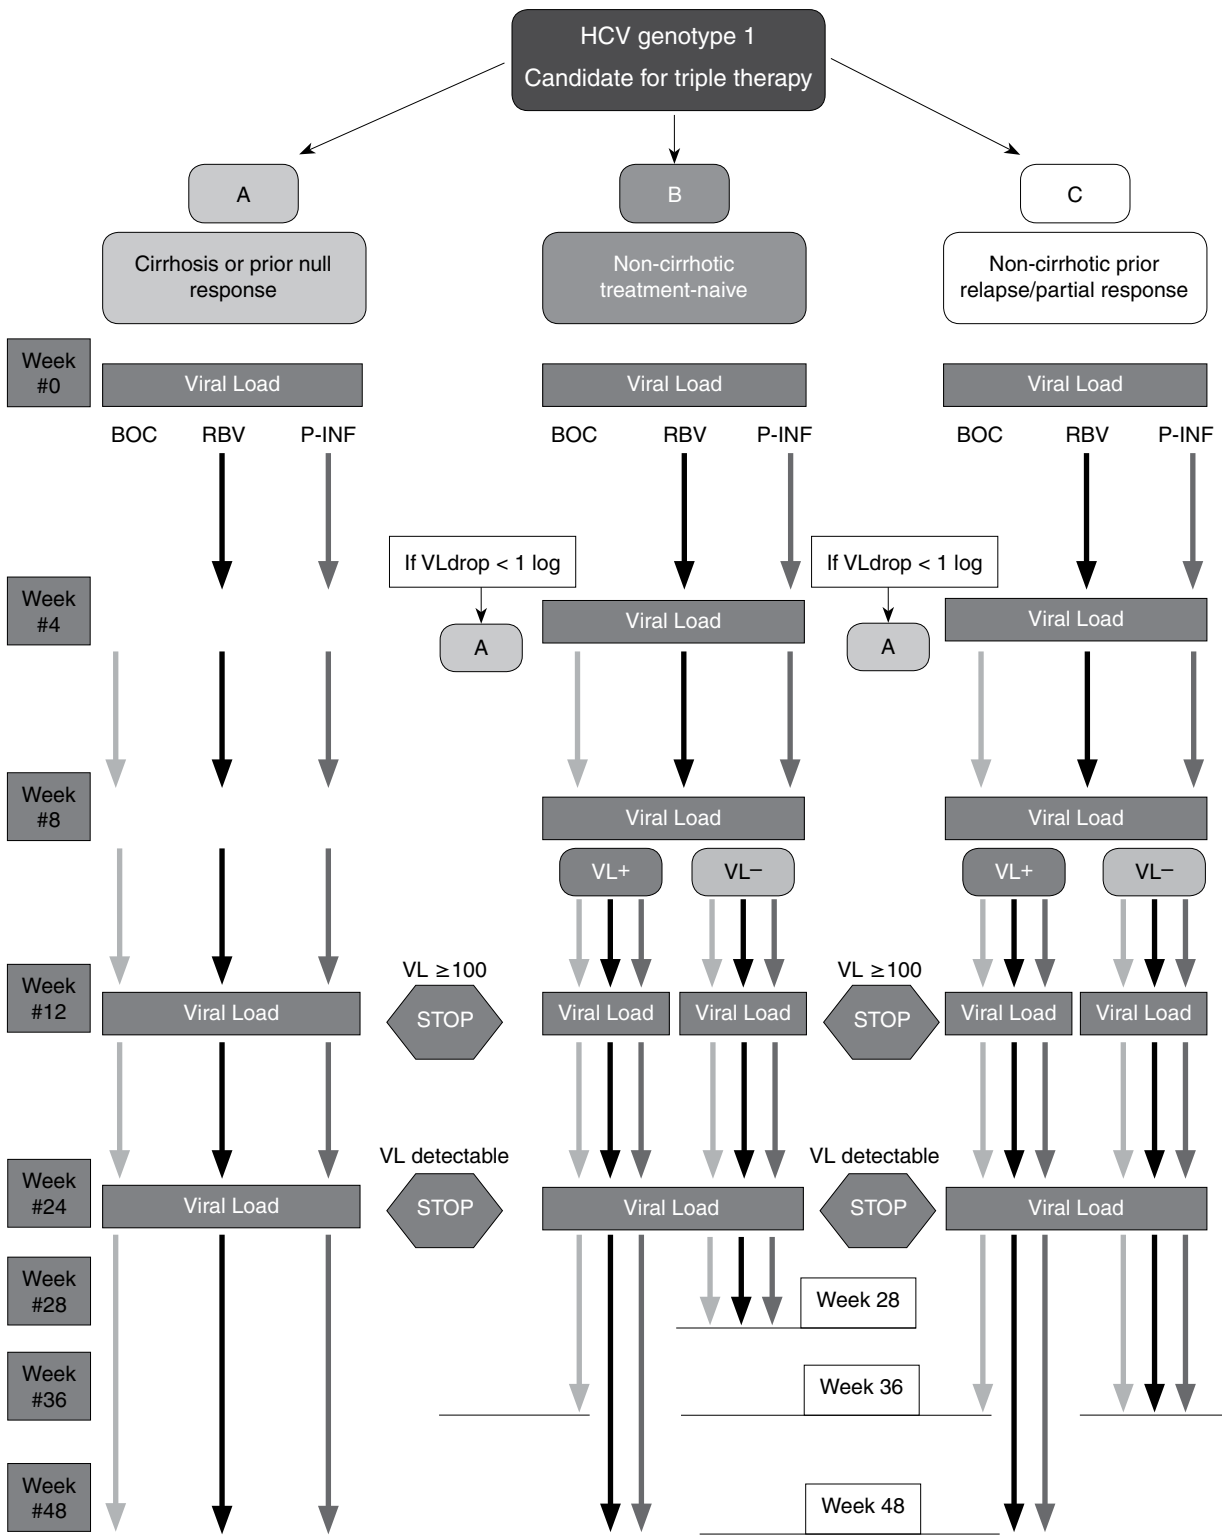 HCV genotype 1
Candidate for triple therapy
A
B
C
Cirrhosis or prior null
response
Non-cirrhotic
treatment-naive
Non-cirrhotic prior
relapse/partial response
Week
#0
Viral Load
Viral Load
Viral Load
BOC RBV P-INF
BOC RBV P-INF
BOC RBV P-INF
If VLdrop < 1 log
If VLdrop < 1 log
Week
#4
Viral Load
Viral Load
A
A
Week
#8
Viral Load
Viral Load
VL+
VL–
VL+
VL–
Week
#12
Viral Load
VL ≥100
STOP
Viral Load
Viral Load
VL ≥100
STOP
Viral Load
Viral Load
Week
#24
Viral Load
VL detectable
STOP
Viral Load
VL detectable
STOP
Viral Load
Week
#28
Week 28
Week
#36
Week 36
Week
#48
Week 48